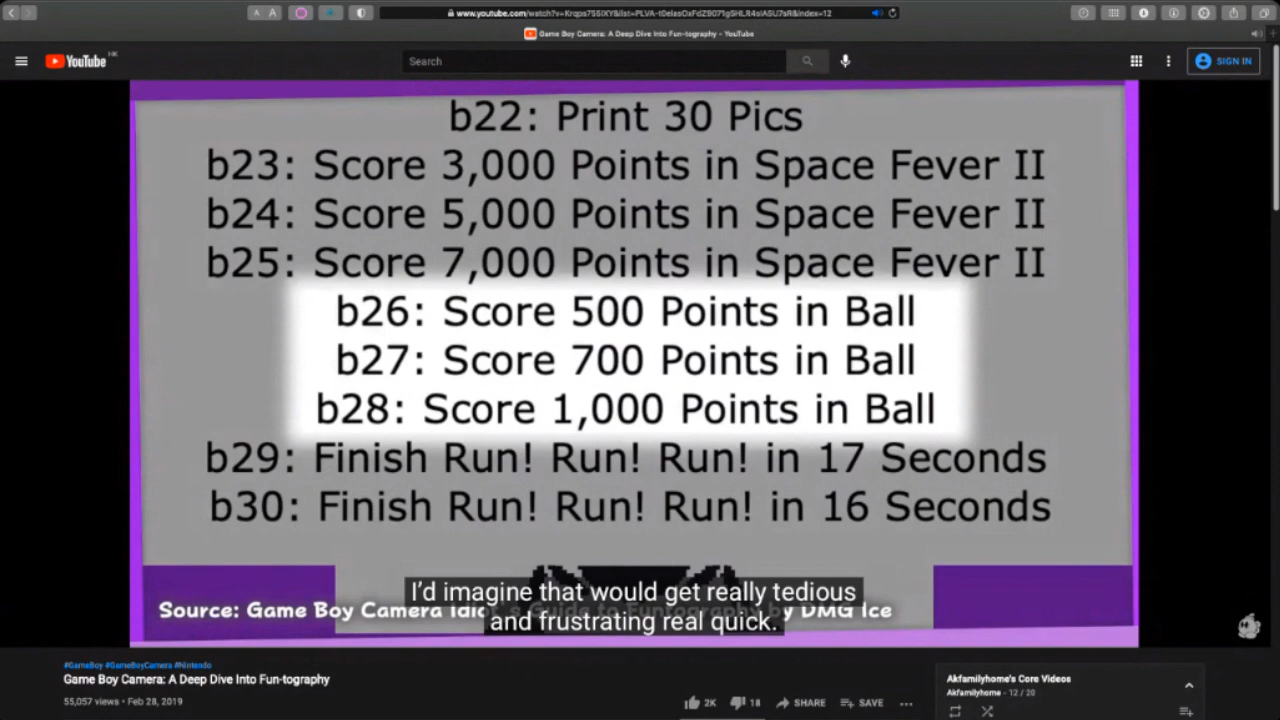 A A
www.youtube.com/watch?v=
Game Boy Camera: A Deep Dive Into Fun-tography - YouTube
YouTube HK
Search
SIGN IN
b22: Print 30 Pics
b23: Score 3,000 Points in Space Fever II
b24: Score 5,000 Points in Space Fever II
b25: Score 7,000 Points in Space Fever II
b26: Score 500 Points in Ball
b27: Score 700 Points in Ball
b28: Score 1,000 Points in Ball
b29: Finish Run! Run! Run! in 17 Seconds
b30: Finish Run! Run! Run! in 16 Seconds
I'd imagine that would get really tedious
Source: Game Boy Camera Idiot's Guide to Funtography by DMG Ice
and frustrating real quick.
#GameBoy #GameBoyCamera #Nintendo
Game Boy Camera: A Deep Dive Into Fun-tography
55,057 views • Feb 28, 2019
2K 18 SHARE SAVE
Akfamilyhome's Core Videos
Akfamilyhome - 12 / 20